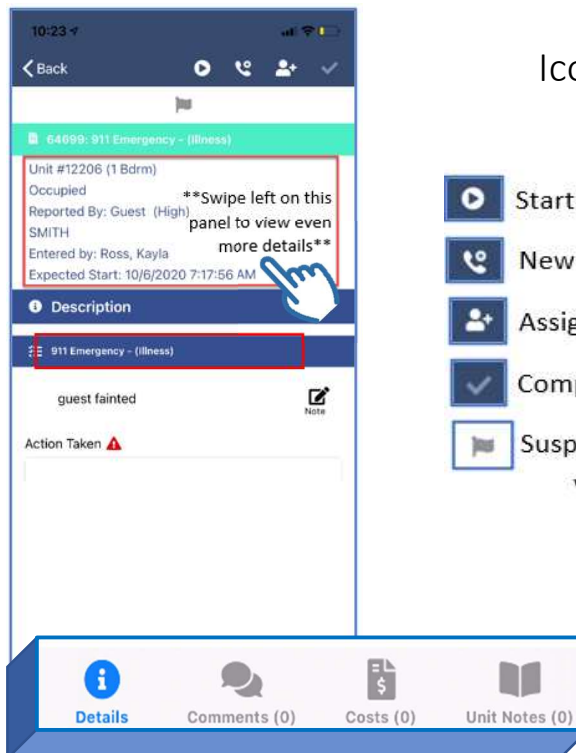 10:23
Back
64699: 911 Emergency - (Illness)
Unit #12206 (1 Bdrm)
Occupied
Reported By: Guest (High)
SMITH
Entered by: Ross, Kayla
Expected Start: 10/6/2020 7:17:56 AM
**Swipe left on this
panel to view even
more details**
Description
911 Emergency - (Illness)
guest fainted
Note
Action Taken
Details
Comments (0)
Costs (0)
Unit Notes (0)
Ico
Start
New
Assig
Comp
Susp